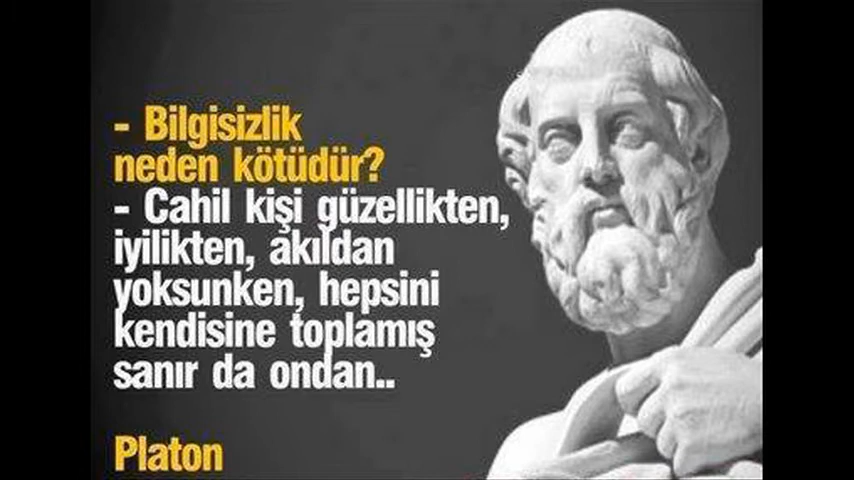 - Bilgisizlik
neden kötüdür?
- Cahil kişi güzellikten,
iyilikten, akıldan
yoksunken, hepsini
kendisine toplamış
sanır da ondan..
Platon